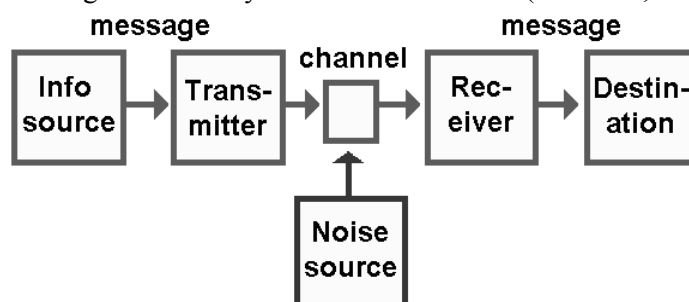 message
message
channel
Info
source
Trans-
mitter
Rec-
eiver
Destin-
ation
Noise
source